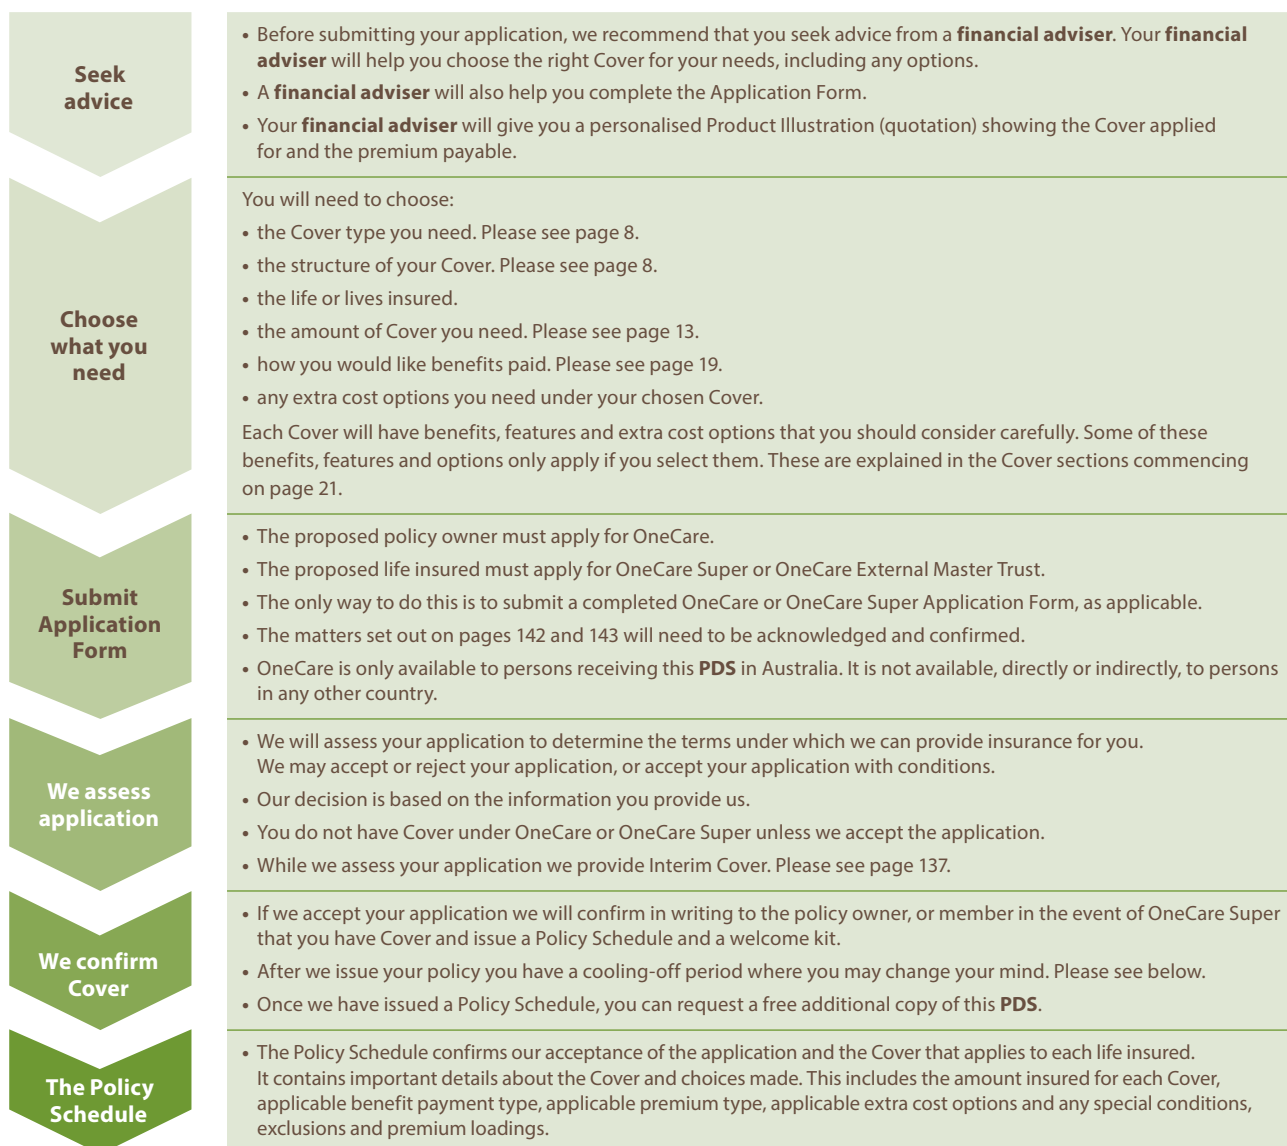 Seek
advice
• Before submitting your application, we recommend that you seek advice from a financial adviser. Your financial
adviser will help you choose the right Cover for your needs, including any options.
• A financial adviser will also help you complete the Application Form.
• Your financial adviser will give you a personalised Product Illustration (quotation) showing the Cover applied
for and the premium payable.
Choose
what you
need
You will need to choose:
• the Cover type you need. Please see page 8.
• the structure of your Cover. Please see page 8.
• the life or lives insured.
• the amount of Cover you need. Please see page 13.
• how you would like benefits paid. Please see page 19.
• any extra cost options you need under your chosen Cover.
Each Cover will have benefits, features and extra cost options that you should consider carefully. Some of these
benefits, features and options only apply if you select them. These are explained in the Cover sections commencing
on page 21.
Submit
Application
Form
• The proposed policy owner must apply for OneCare.
• The proposed life insured must apply for OneCare Super or OneCare External Master Trust.
• The only way to do this is to submit a completed OneCare or OneCare Super Application Form, as applicable.
• The matters set out on pages 142 and 143 will need to be acknowledged and confirmed.
• OneCare is only available to persons receiving this PDS in Australia. It is not available, directly or indirectly, to persons
in any other country.
We assess
application
• We will assess your application to determine the terms under which we can provide insurance for you.
We may accept or reject your application, or accept your application with conditions.
• Our decision is based on the information you provide us.
• You do not have Cover under OneCare or OneCare Super unless we accept the application.
• While we assess your application we provide Interim Cover. Please see page 137.
We confirm
Cover
• If we accept your application we will confirm in writing to the policy owner, or member in the event of OneCare Super
that you have Cover and issue a Policy Schedule and a welcome kit.
• After we issue your policy you have a cooling-off period where you may change your mind. Please see below.
• Once we have issued a Policy Schedule, you can request a free additional copy of this PDS.
The Policy
Schedule
• The Policy Schedule confirms our acceptance of the application and the Cover that applies to each life insured.
It contains important details about the Cover and choices made. This includes the amount insured for each Cover,
applicable benefit payment type, applicable premium type, applicable extra cost options and any special conditions,
exclusions and premium loadings.